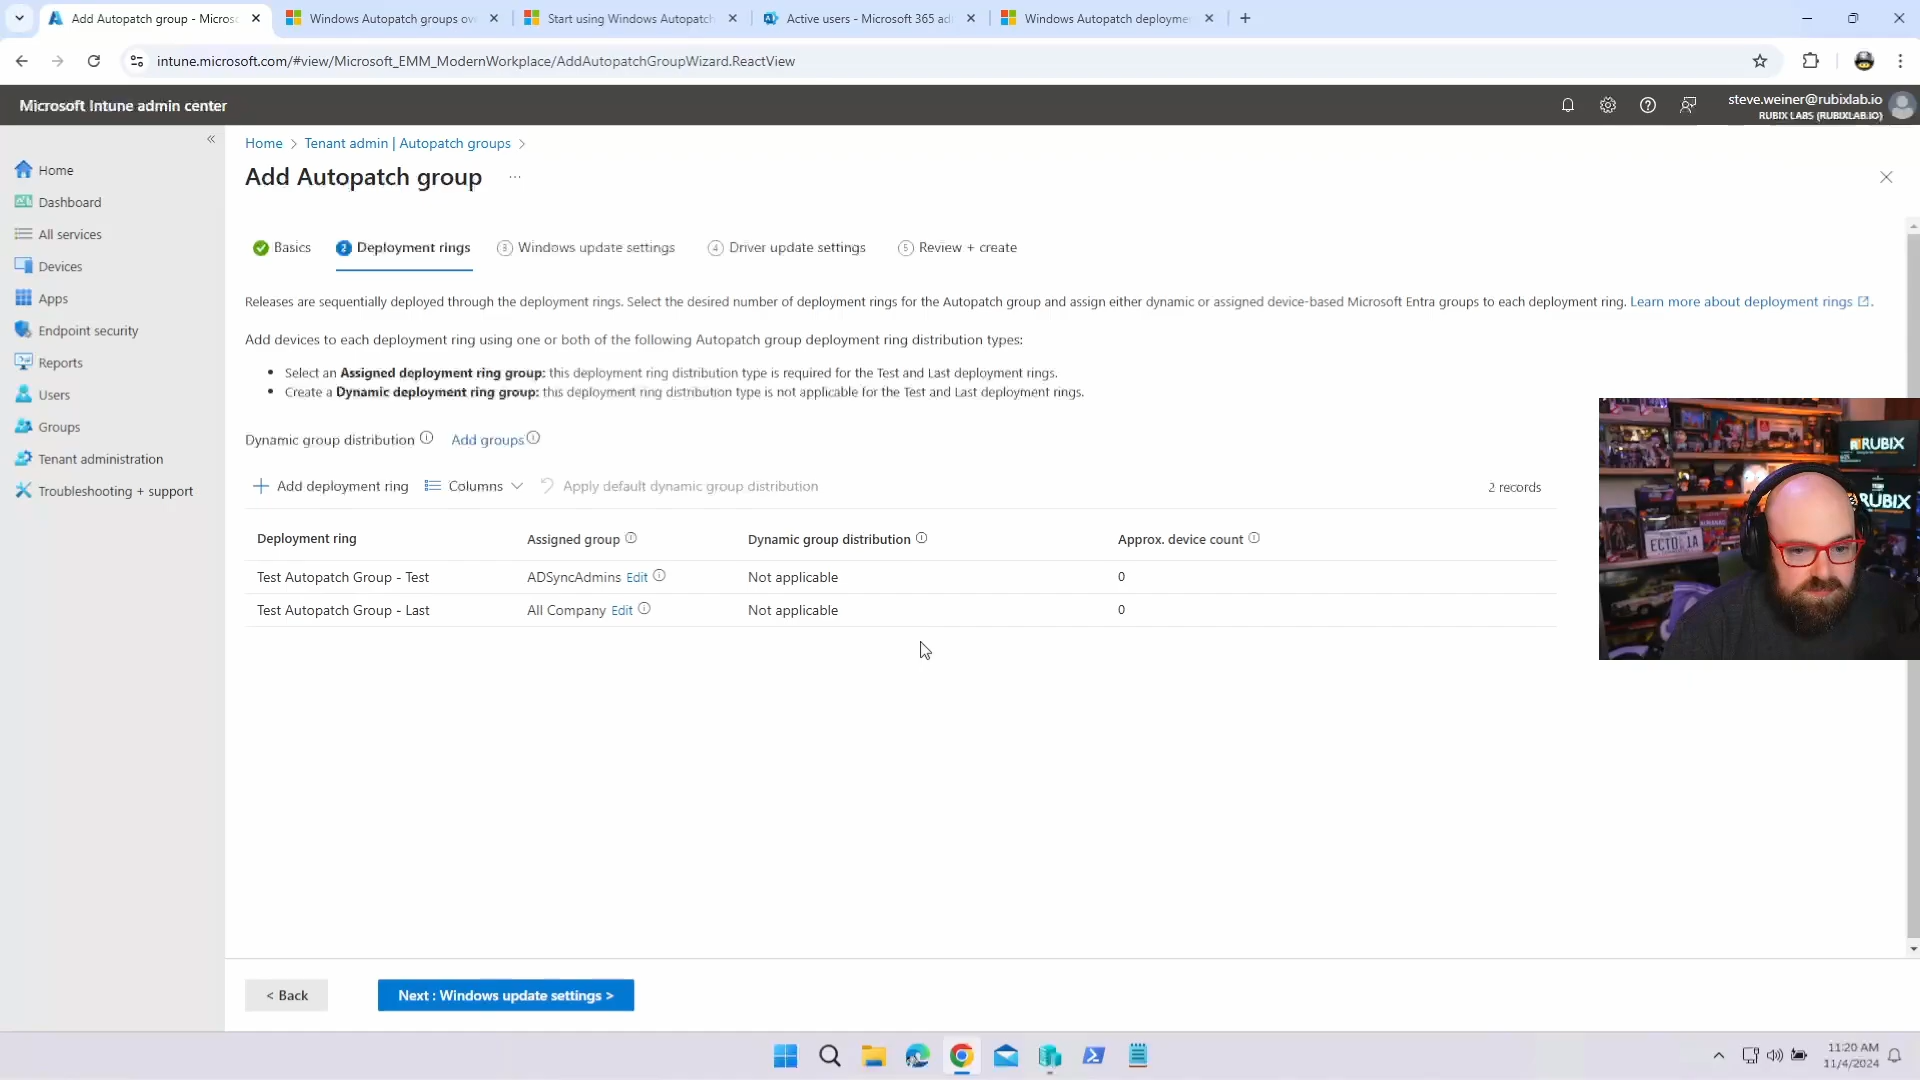 Add Autopatch group - Micros
Windows Autopatch groups ov
Start using Windows Autopatch
Active users - Microsoft 365 ad
Windows Autopatch deployme
intune.microsoft.com/#view/Microsoft_EMM_ModernWorkplace/AddAutopatchGroupWizard.ReactView
Microsoft Intune admin center
steve.weiner@rubixlab.io
RUBIX LABS (RUBIXLAB.IO)
Home
Dashboard
All services
Devices
Apps
Endpoint security
Reports
Users
Groups
Tenant administration
Troubleshooting + support
Home > Tenant admin | Autopatch groups >
Add Autopatch group ...
Basics
2 Deployment rings
3 Windows update settings
4 Driver update settings
5 Review + create
Releases are sequentially deployed through the deployment rings. Select the desired number of deployment rings for the Autopatch group and assign either dynamic or assigned device-based Microsoft Entra groups to each deployment ring. Learn more about deployment rings.
Add devices to each deployment ring using one or both of the following Autopatch group deployment ring distribution types:
• Select an Assigned deployment ring group: this deployment ring distribution type is required for the Test and Last deployment rings.
• Create a Dynamic deployment ring group: this deployment ring distribution type is not applicable for the Test and Last deployment rings.
Dynamic group distribution Add groups
Add deployment ring Columns Apply default dynamic group distribution 2 records
Deployment ring Assigned group Dynamic group distribution Approx. device count
Test Autopatch Group - Test ADSyncAdmins Edit Not applicable 0
Test Autopatch Group - Last All Company Edit Not applicable 0
< Back
Next : Windows update settings >
RUBIX
RUBIX
ECTO 1A
11:20 AM
11/4/2024